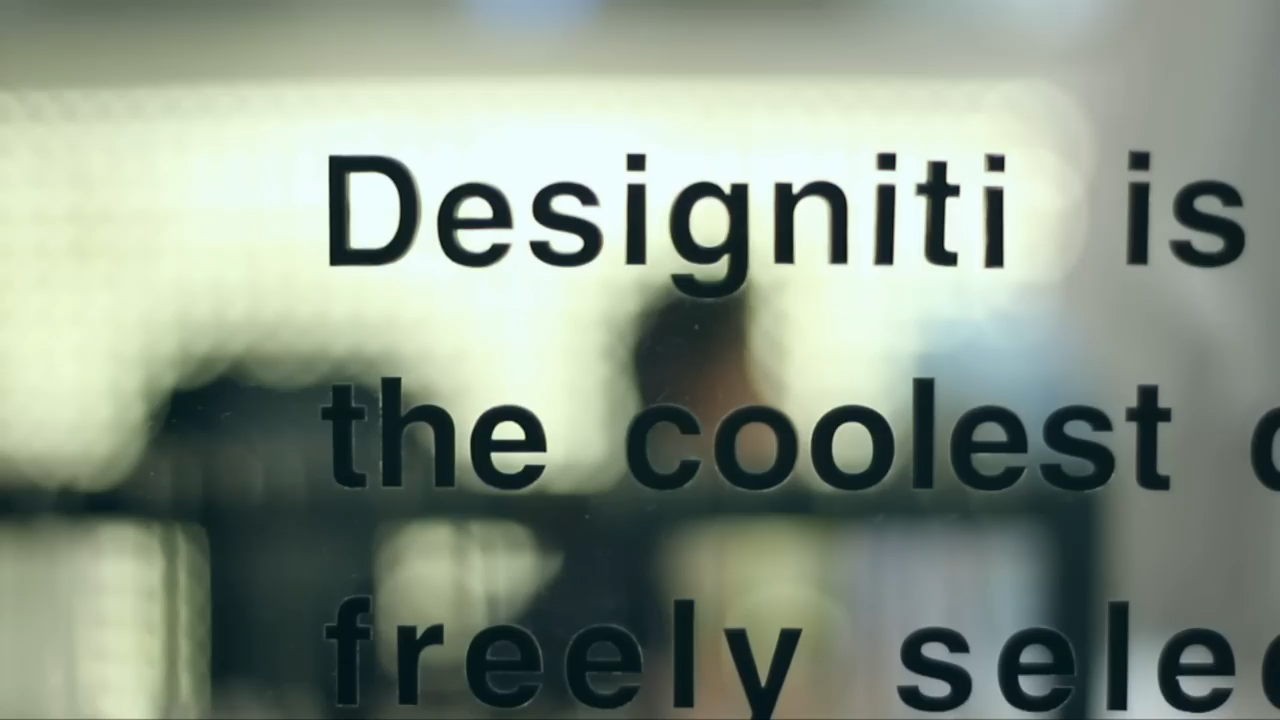 Designiti is
the coolest
freely